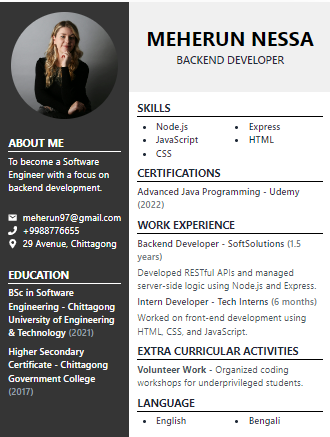 MEHERUN NESSA
BACKEND DEVELOPER
ABOUT ME
To become a Software
Engineer with a focus on
backend development.
meherun97@gmail.com
+9988776655
29 Avenue, Chittagong
EDUCATION
BSc in Software
Engineering - Chittagong
University of Engineering
& Technology (2021)
Higher Secondary
Certificate - Chittagong
Government College
(2017)
SKILLS
• Node.js
• JavaScript
• CSS
• Express
• HTML
CERTIFICATIONS
Advanced Java Programming - Udemy
(2022)
WORK EXPERIENCE
Backend Developer - SoftSolutions (1.5
years)
Developed RESTful APIs and managed
server-side logic using Node.js and Express.
Intern Developer - Tech Interns (6 months)
Worked on front-end development using
HTML, CSS, and JavaScript.
EXTRA CURRICULAR ACTIVITIES
Volunteer Work - Organized coding
workshops for underprivileged students.
LANGUAGE
• English
• Bengali